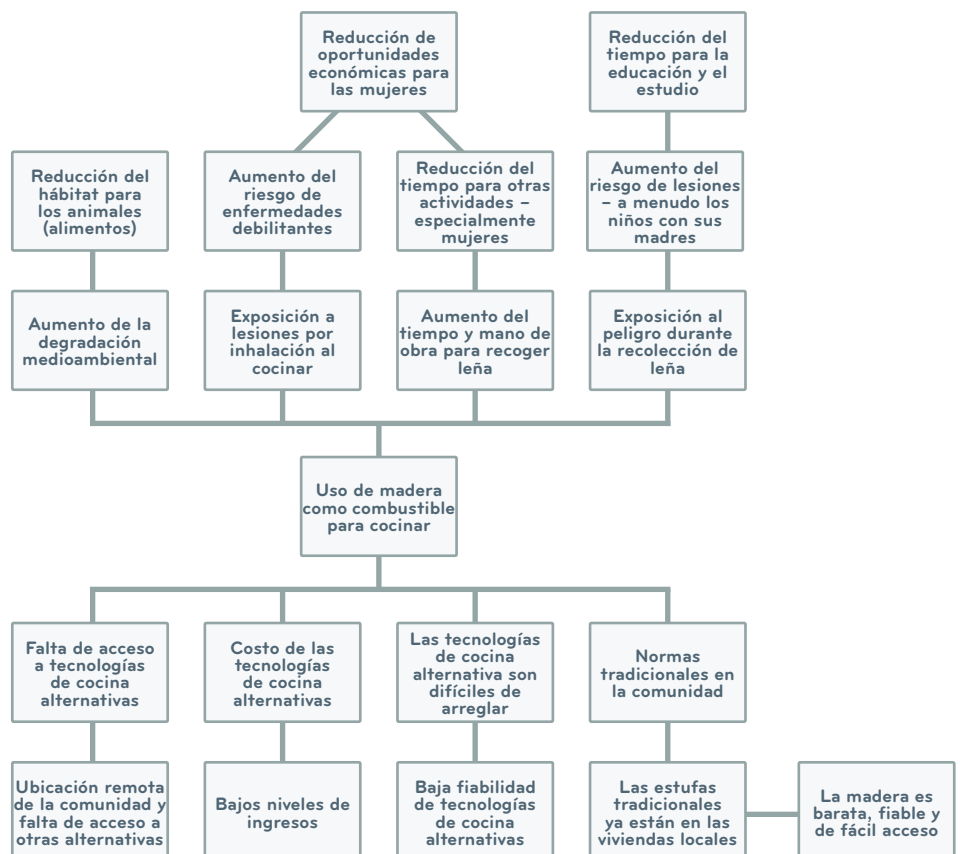 Reducción de
oportunidades
económicas para
las mujeres
Reducción del
tiempo para la
educación y el
estudio
Reducción del
hábitat para
los animales
(alimentos)
Aumento del
riesgo de
enfermedades
debilitantes
Reducción del
tiempo para otras
actividades –
especialmente
mujeres
Aumento del
riesgo de lesiones
– a menudo los
niños con sus
madres
Aumento de la
degradación
medioambiental
Exposición a
lesiones por
inhalación al
cocinar
Aumento del
tiempo y mano de
obra para recoger
leña
Exposición al
peligro durante
la recolección de
leña
Uso de madera
como combustible
para cocinar
Falta de acceso
a tecnologías
de cocina
alternativas
Costo de las
tecnologías
de cocina
alternativas
Las tecnologías
de cocina
alternativa son
difíciles de
arreglar
Normas
tradicionales en
la comunidad
Ubicación remota
de la comunidad y
falta de acceso a
otras alternativas
Bajos niveles de
ingresos
Baja fiabilidad
de tecnologías
de cocina
alternativas
Las estufas
tradicionales
ya están en las
viviendas locales
La madera es
barata, fiable y
de fácil acceso